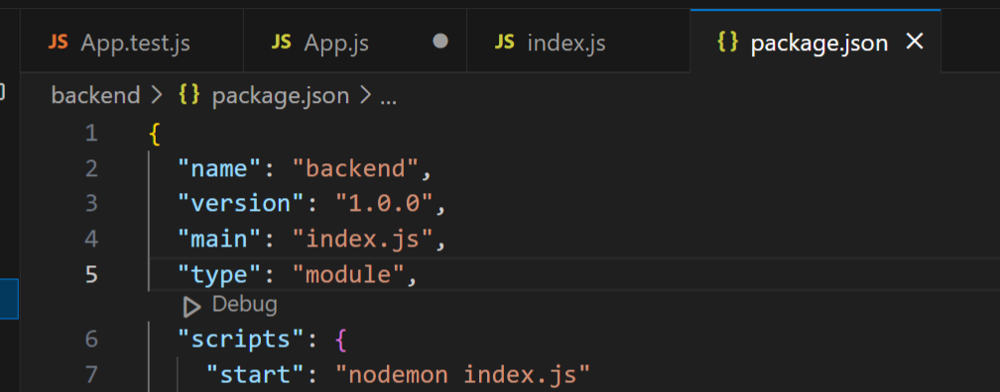 JS App.test.js JS App.js JS index.js {} package.json
backend > {} package.json > ...
1 {
2 "name": "backend",
3 "version": "1.0.0",
4 "main": "index.js",
5 "type": "module",
Debug
6 "scripts": {
7 "start": "nodemon index.js"